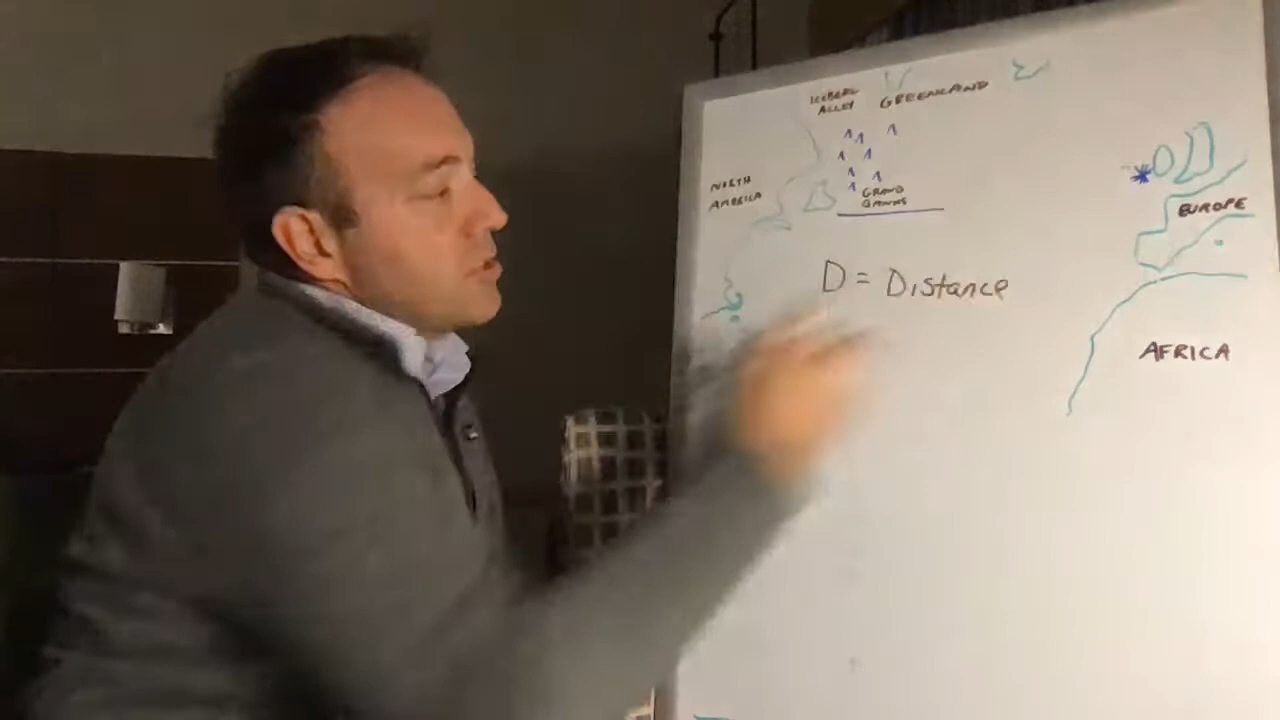 ICEBERG
ALLEY
GREENLAND
NORTH
AMERICA
GRAND
BANKS
EUROPE
D = Distance
AFRICA